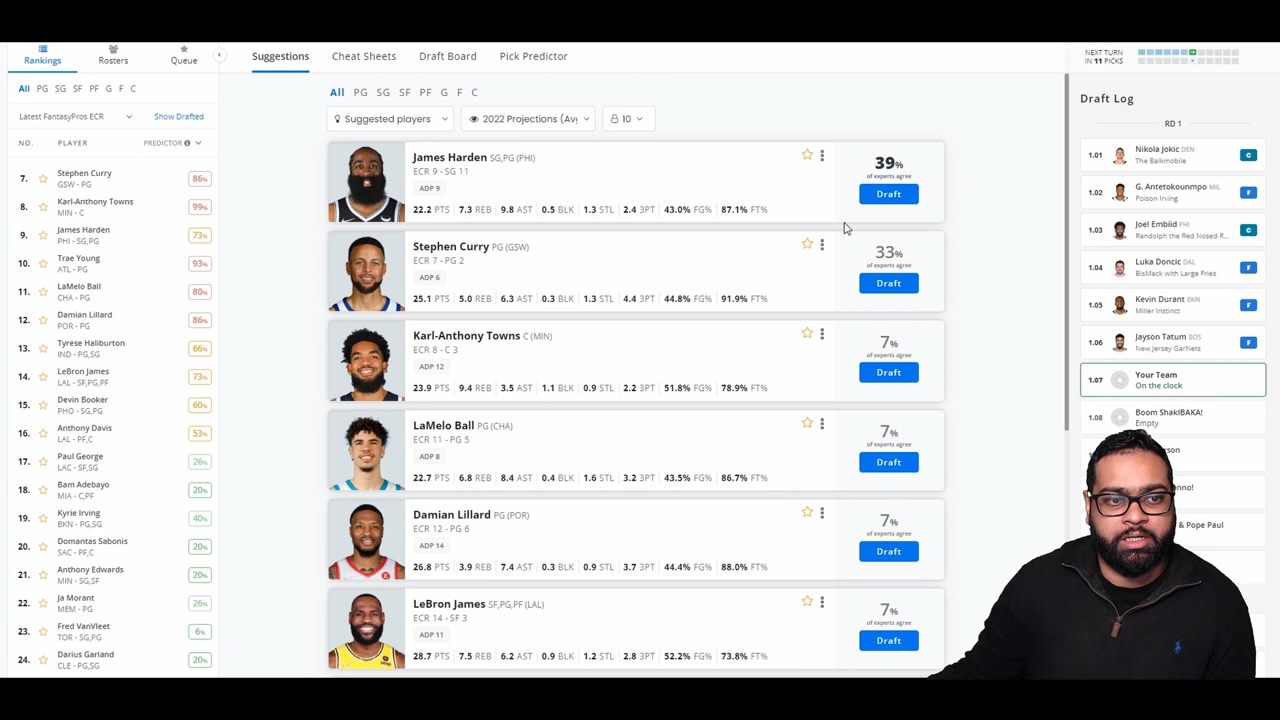 Rankings
Rosters
Queue
All PG SG SF PF G F C
Latest FantasyPros ECR
Show Drafted
NO. PLAYER PREDICTOR
7. Stephen Curry 86%
GSW - PG
8. Karl-Anthony Towns 99%
MIN - C
9. James Harden 73%
PHI - SG,PG
10. Trae Young 93%
ATL - PG
11. LaMelo Ball 80%
CHA - PG
12. Damian Lillard 86%
POR - PG
13. Tyrese Haliburton 66%
IND - PG,SG
14. LeBron James 73%
LAL - SF,PG,PF
15. Devin Booker 60%
PHO - SG,PG
16. Anthony Davis 53%
LAL - PF,C
17. Paul George 26%
LAC - SF,SG
18. Bam Adebayo 20%
MIA - C,PF
19. Kyrie Irving 40%
BKN - PG,SG
20. Domantas Sabonis 20%
SAC - PF,C
21. Anthony Edwards 20%
MIN - SG,SF
22. Ja Morant 26%
MEM - PG
23. Fred VanVleet 6%
TOR - SG,PG
24. Darius Garland 20%
CLE - PG,SG
Suggestions Cheat Sheets Draft Board Pick Predictor
All PG SG SF PF G F C
Suggested players
2022 Projections (Avg
10
James Harden SG,PG (PHI)
ECR 9 - SG 11
ADP 9
22.2 PTS 7.3 REB 9.8 AST 0.5 BLK 1.3 STL 2.4 3PT 43.0% FG% 87.1% FT%
39%
of experts agree
Draft
Stephen Curry PG (GSW)
ECR 7 - PG 2
ADP 6
25.1 PTS 5.0 REB 6.3 AST 0.3 BLK 1.3 STL 4.4 3PT 44.8% FG% 91.9% FT%
33%
of experts agree
Draft
Karl-Anthony Towns C (MIN)
ECR 8 - C 3
ADP 12
23.9 PTS 9.4 REB 3.5 AST 1.1 BLK 0.9 STL 2.2 3PT 51.8% FG% 78.9% FT%
7%
of experts agree
Draft
LaMelo Ball PG (CHA)
ECR 11 - PG 5
ADP 8
22.7 PTS 6.8 REB 8.4 AST 0.4 BLK 1.6 STL 3.2 3PT 43.5% FG% 86.7% FT%
7%
of experts agree
Draft
Damian Lillard PG (POR)
ECR 12 - PG 6
ADP 14
26.8 PTS 3.9 REB 7.4 AST 0.3 BLK 0.9 STL 3.7 3PT 44.4% FG% 88.0% FT%
7%
of experts agree
Draft
LeBron James SF,PG,PF (LAL)
ECR 14 - SF 3
ADP 11
28.7 PTS 7.5 REB 6.2 AST 0.9 BLK 1.2 STL 2.8 3PT 52.2% FG% 73.8% FT%
7%
of experts agree
Draft
NEXT TURN
IN 11 PICKS
Draft Log
RD 1
1.01 Nikola Jokic DEN C
The Balkmobile
1.02 G. Antetokounmpo MIL F
Poison Irving
1.03 Joel Embiid PHI C
Randolph the Red Nosed R...
1.04 Luka Doncic DAL F
BisMack with Large Fries
1.05 Kevin Durant BKN F
Miller Instinct
1.06 Jayson Tatum BOS F
New Jersey GarNets
1.07 Your Team
On the clock
1.08 Boom ShakIBAKA!
Empty
& Pope Paul